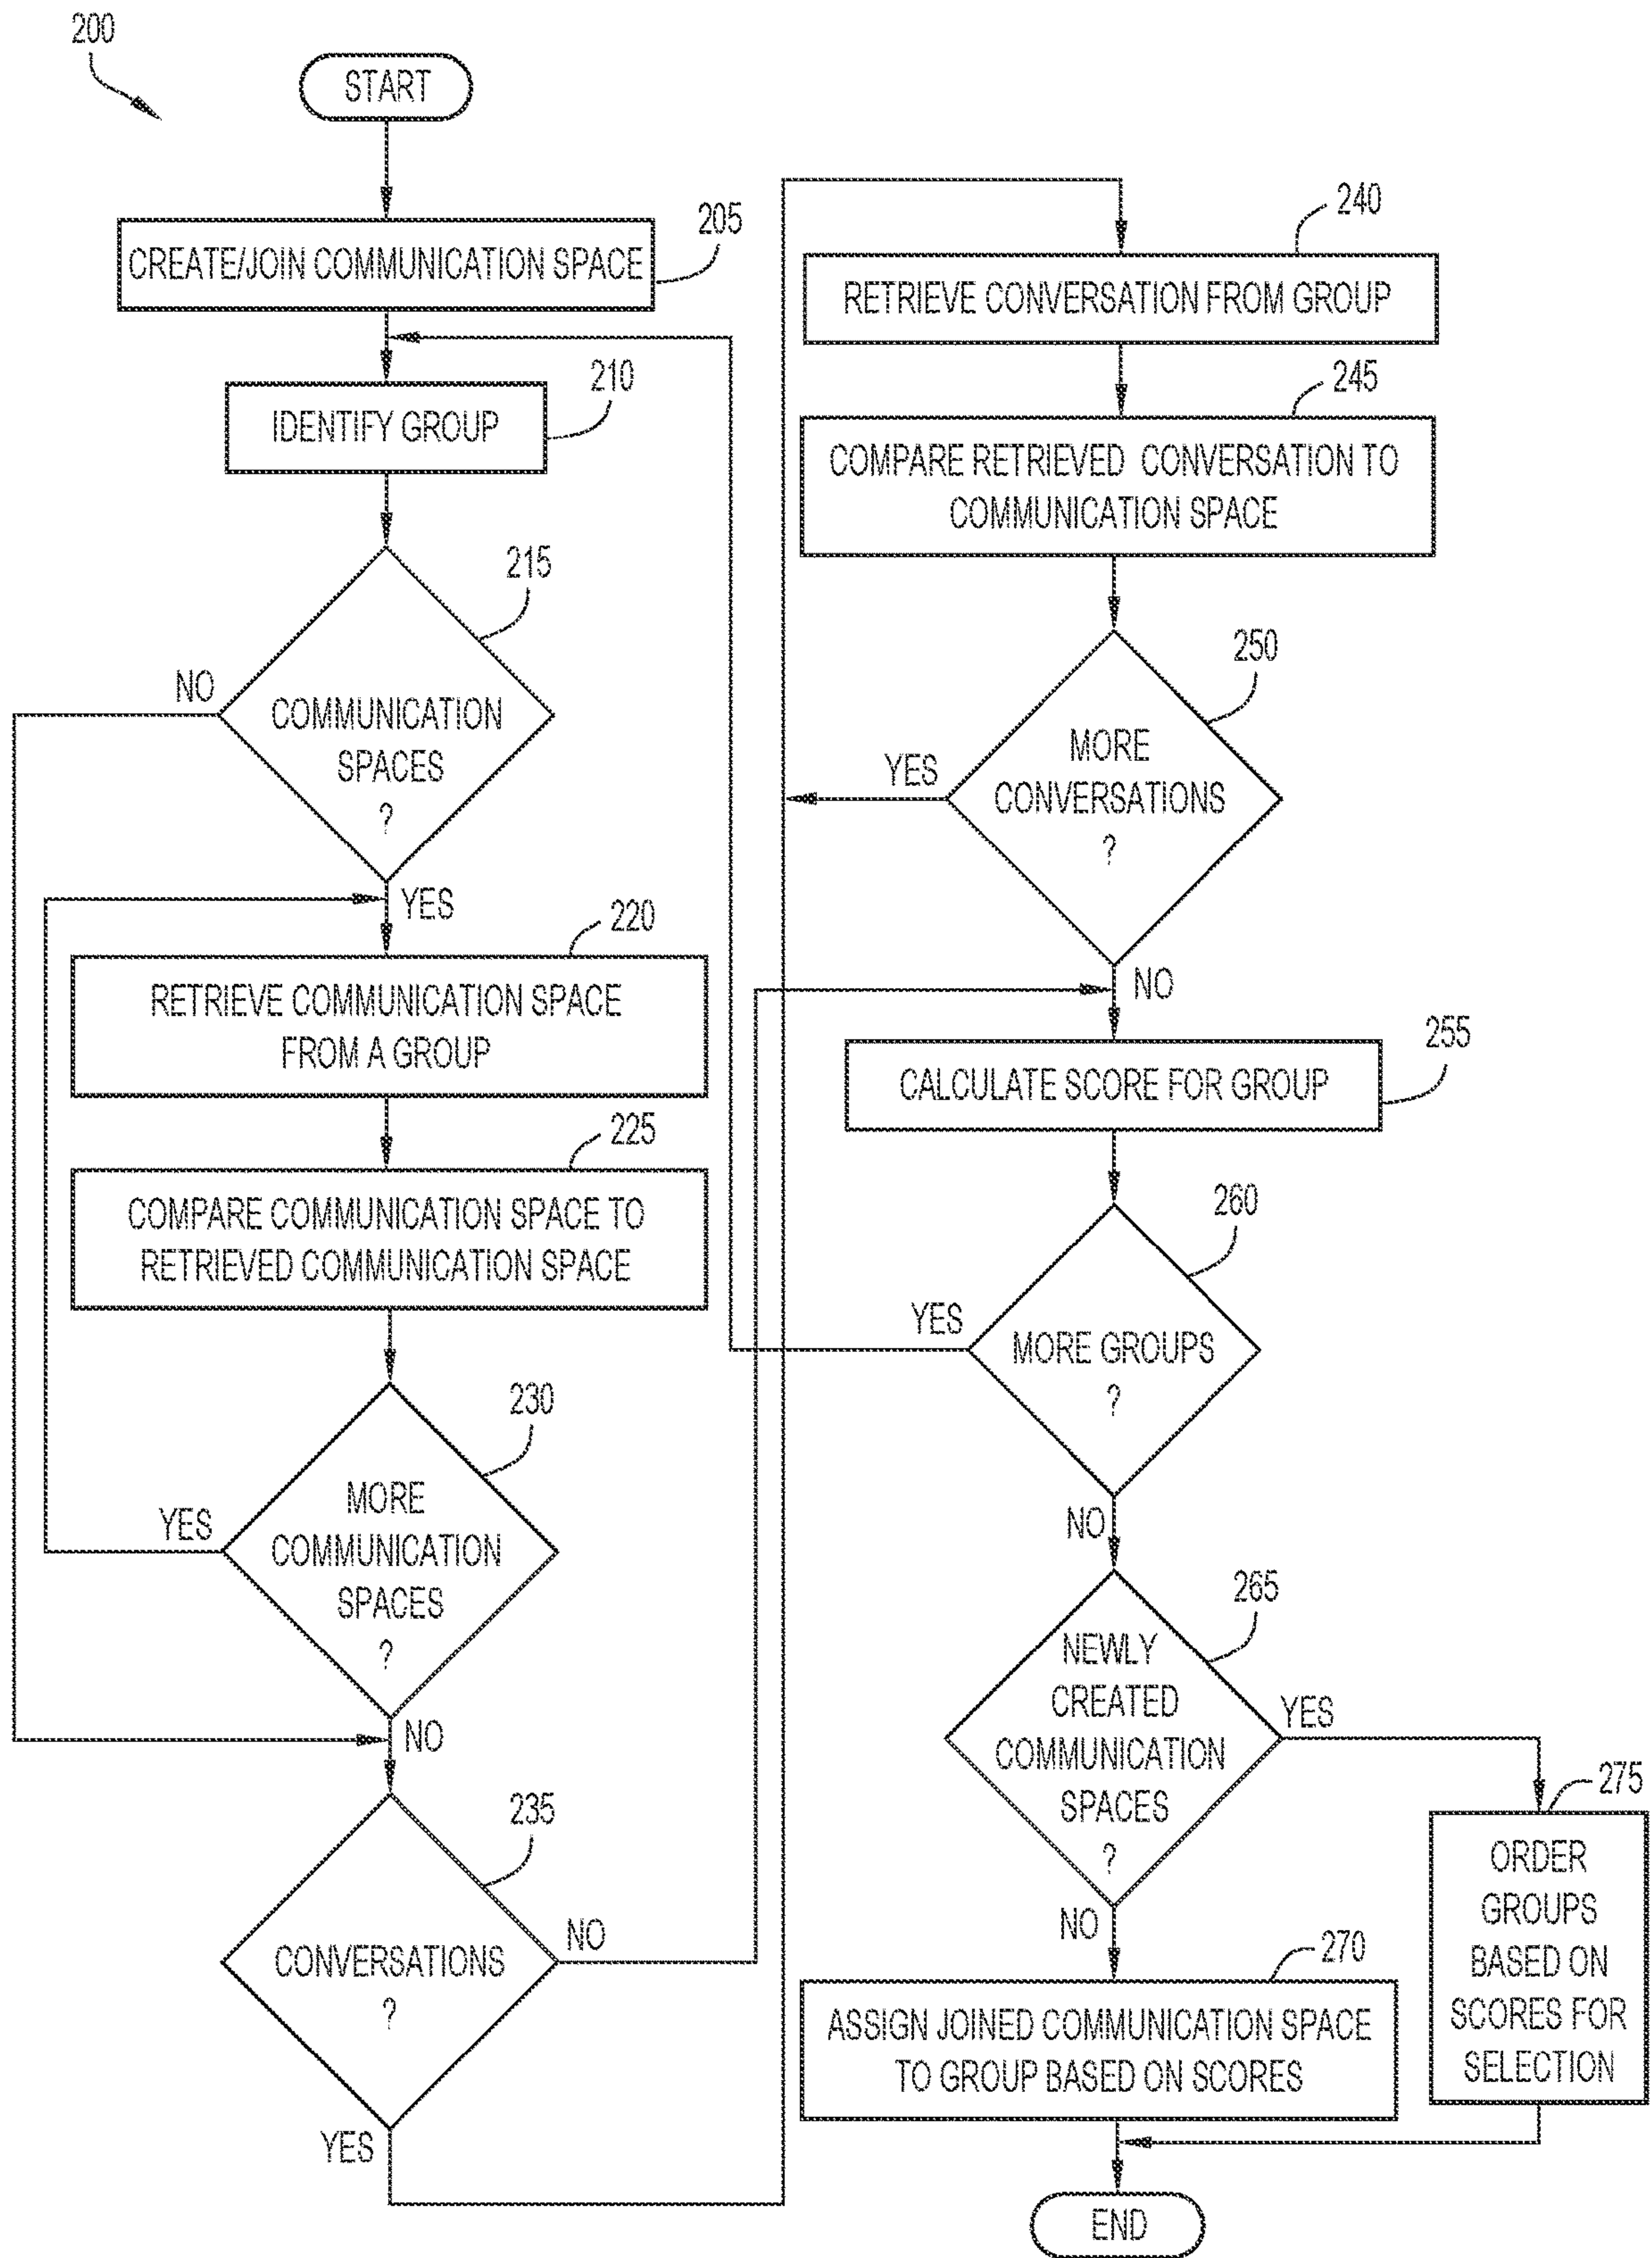 200
START
205
CREATE/JOIN COMMUNICATION SPACE
210
IDENTIFY GROUP
215
NO
COMMUNICATION
SPACES
?
YES
220
RETRIEVE COMMUNICATION SPACE
FROM A GROUP
225
COMPARE COMMUNICATION SPACE TO
RETRIEVED COMMUNICATION SPACE
230
MORE
YES
COMMUNICATION
SPACES
?
NO
235
CONVERSATIONS
NO
?
YES
240
RETRIEVE CONVERSATION FROM GROUP
245
COMPARE RETRIEVED CONVERSATION TO
COMMUNICATION SPACE
250
MORE
YES
CONVERSATIONS
?
NO
255
CALCULATE SCORE FOR GROUP
260
YES
MORE GROUPS
?
NO
265
NEWLY
CREATED
YES
COMMUNICATION
SPACES
?
NO
270
ASSIGN JOINED COMMUNICATION SPACE
TO GROUP BASED ON SCORES
275
ORDER
GROUPS
BASED ON
SCORES FOR
SELECTION
END